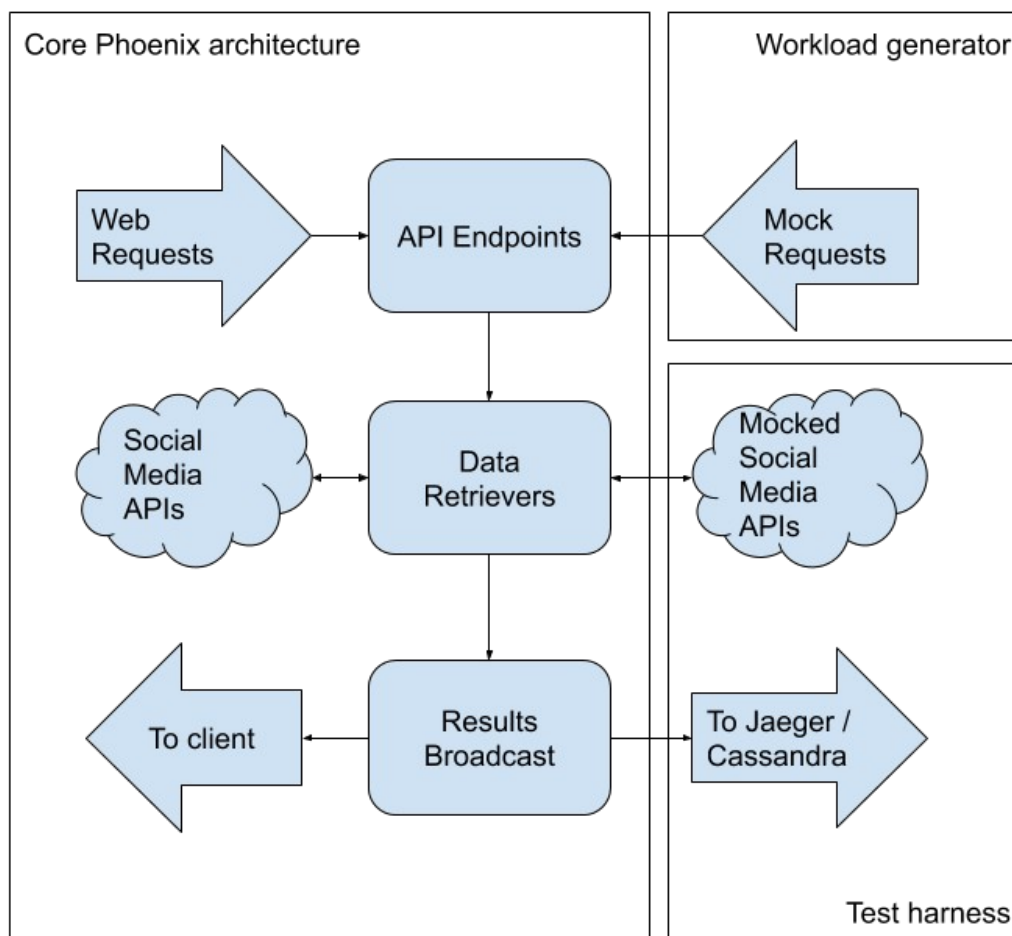 Core Phoenix architecture
Workload generator
Web
Requests
API Endpoints
Mock
Requests
Social
Media
APIs
Data
Retrievers
Mocked
Social
Media
APIs
To client
Results
Broadcast
To Jaeger /
Cassandra
Test harness